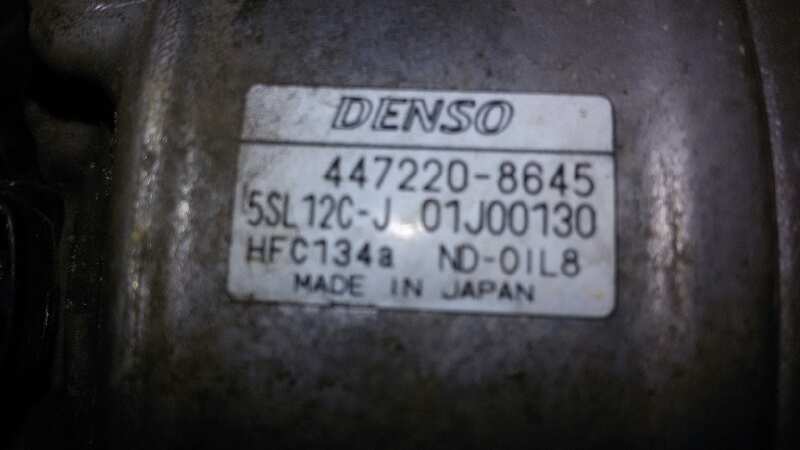 DENSO
447220-8645
5SL12C-J 01J00130
HFC134a ND-OIL8
MADE IN JAPAN